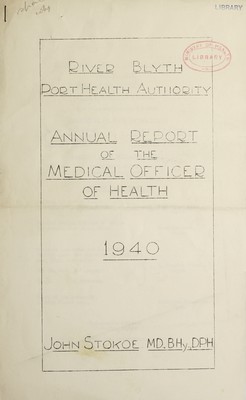 LIBRARY
LIBRARY
RIVER BLYTH
PORT HEALTH AUTHORITY
ANNUAL REPORT
OF THE
MEDICAL OFFICER
OF HEALTH
1940
JOHN STOKOE MD.B.Hy.DPH